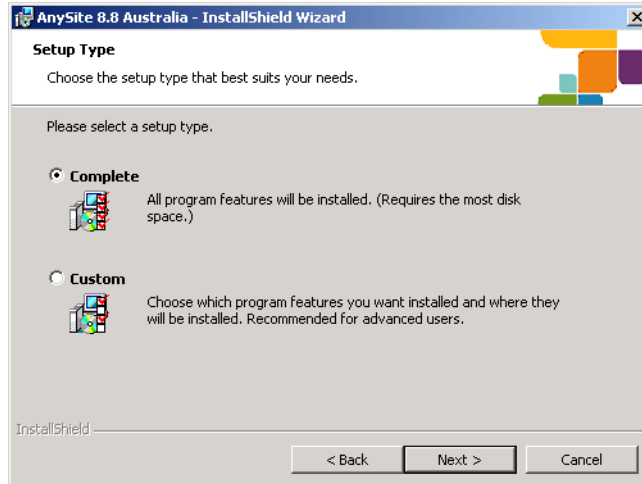 AnySite 8.8 Australia - InstallShield Wizard
Setup Type
Choose the setup type that best suits your needs.
Please select a setup type.
Complete
All program features will be installed. (Requires the most disk
space.)
Custom
Choose which program features you want installed and where they
will be installed. Recommended for advanced users.
InstallShield
< Back Next > Cancel